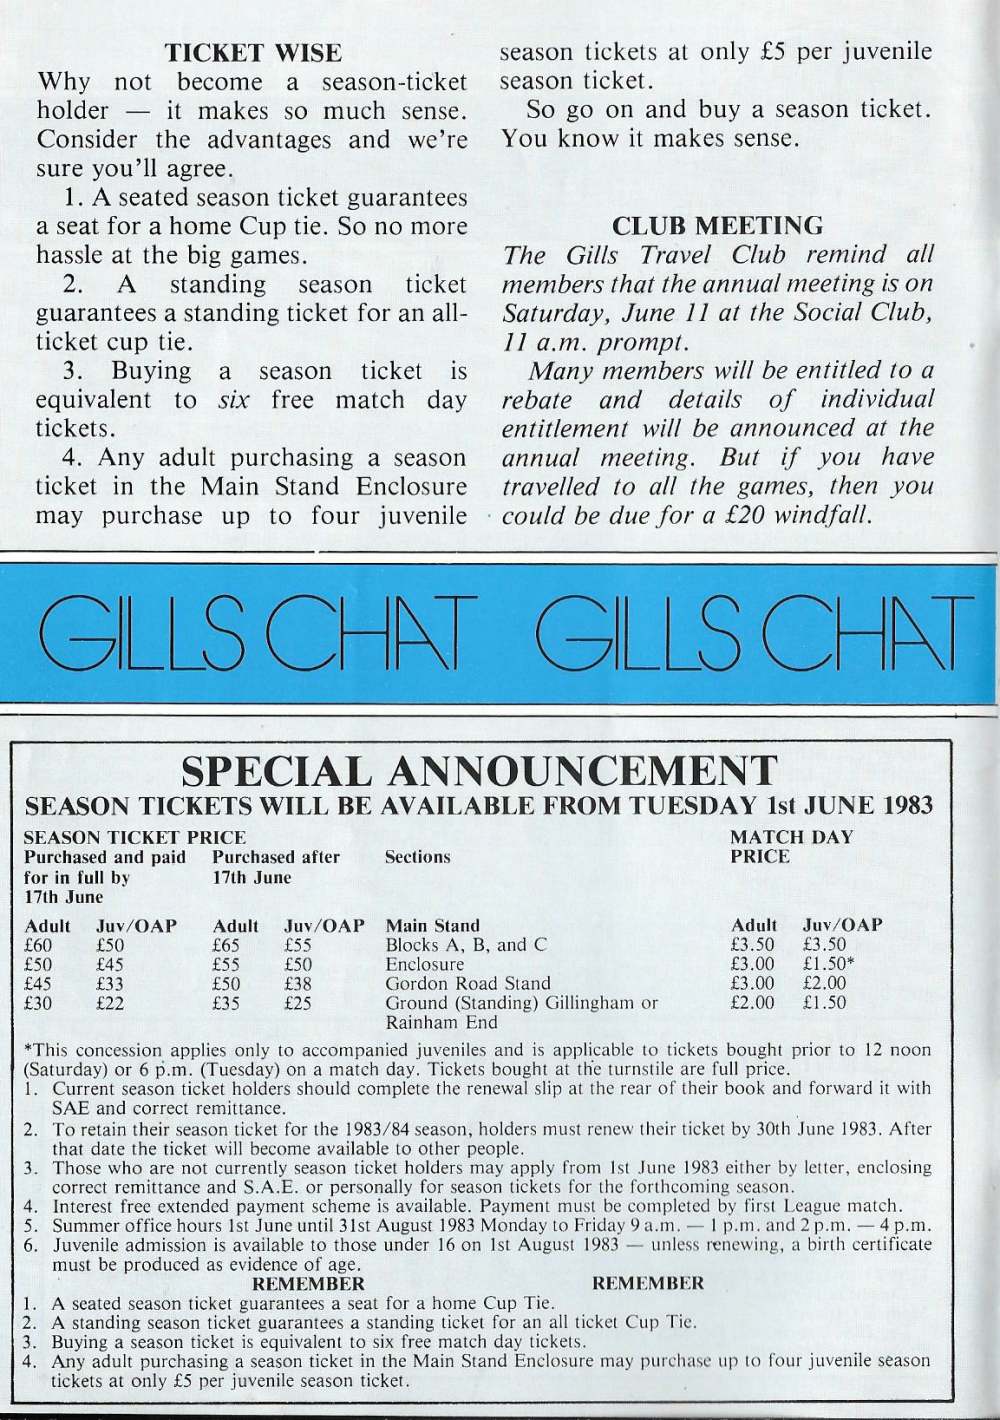 TICKET WISE
Why not become a season-ticket
holder — it makes so much sense.
Consider the advantages and we're
sure you'll agree.
1. A seated season ticket guarantees
a seat for a home Cup tie. So no more
hassle at the big games.
2. A standing season ticket
guarantees a standing ticket for an all-
ticket cup tie.
3. Buying a season ticket is
equivalent to six free match day
tickets.
4. Any adult purchasing a season
ticket in the Main Stand Enclosure
may purchase up to four juvenile
season tickets at only £5 per juvenile
season ticket.
So go on and buy a season ticket.
You know it makes sense.
CLUB MEETING
The Gills Travel Club remind all
members that the annual meeting is on
Saturday, June 11 at the Social Club,
11 a.m. prompt.
Many members will be entitled to a
rebate and details of individual
entitlement will be announced at the
annual meeting. But if you have
travelled to all the games, then you
could be due for a £20 windfall.
GILLS CHAT GILLS CHAT
SPECIAL ANNOUNCEMENT
SEASON TICKETS WILL BE AVAILABLE FROM TUESDAY 1st JUNE 1983
SEASON TICKET PRICE MATCH DAY
Purchased and paid Purchased after Sections PRICE
for in full by 17th June
17th June
Adult Juv/OAP Adult Juv/OAP Main Stand Adult Juv/OAP
£60 £50 £65 £55 Blocks A, B, and C £3.50 £3.50
£50 £45 £55 £50 Enclosure £3.00 £1.50*
£45 £33 £50 £38 Gordon Road Stand £3.00 £2.00
£30 £22 £35 £25 Ground (Standing) Gillingham or £2.00 £1.50
Rainham End
*This concession applies only to accompanied juveniles and is applicable to tickets bought prior to 12 noon
(Saturday) or 6 p.m. (Tuesday) on a match day. Tickets bought at the turnstile are full price.
1. Current season ticket holders should complete the renewal slip at the rear of their book and forward it with
SAE and correct remittance.
2. To retain their season ticket for the 1983/84 season, holders must renew their ticket by 30th June 1983. After
that date the ticket will become available to other people.
3. Those who are not currently season ticket holders may apply from 1st June 1983 either by letter, enclosing
correct remittance and S.A.E. or personally for season tickets for the forthcoming season.
4. Interest free extended payment scheme is available. Payment must be completed by first League match.
5. Summer office hours 1st June until 31st August 1983 Monday to Friday 9 a.m. — 1 p.m. and 2 p.m. — 4 p.m.
6. Juvenile admission is available to those under 16 on 1st August 1983 — unless renewing, a birth certificate
must be produced as evidence of age.
REMEMBER REMEMBER
1. A seated season ticket guarantees a seat for a home Cup Tie.
2. A standing season ticket guarantees a standing ticket for an all ticket Cup Tie.
3. Buying a season ticket is equivalent to six free match day tickets.
4. Any adult purchasing a season ticket in the Main Stand Enclosure may purchase up to four juvenile season
tickets at only £5 per juvenile season ticket.